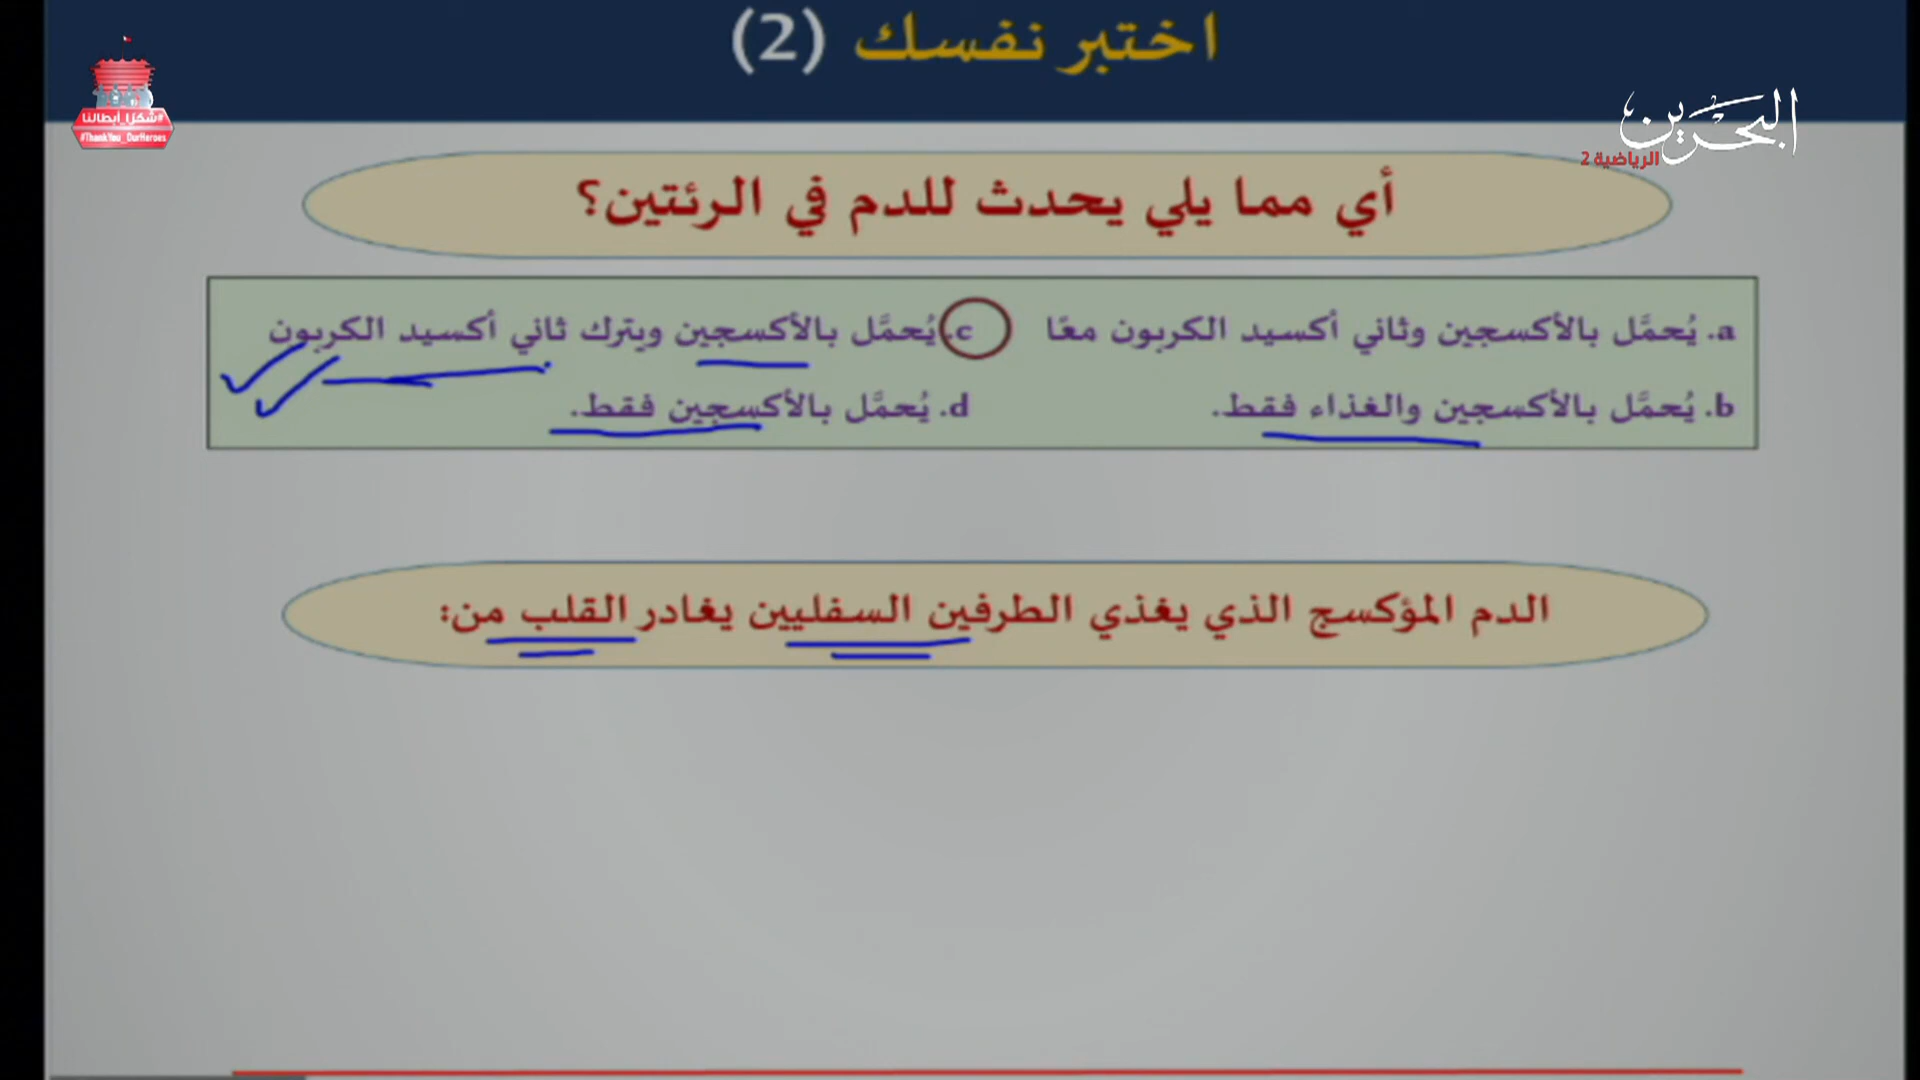 اختبر نفسك (2)
#شكرا_أبطالنا
#ThankYou_OurHeroes
البحرين
الرياضية 2
أي مما يلي يحدث للدم في الرئتين؟
a. يُحمَّل بالأكسجين وثاني أكسيد الكربون معًا
c. يُحمَّل بالأكسجين ويترك ثاني أكسيد الكربون
b. يُحمَّل بالأكسجين والغذاء فقط.
d. يُحمَّل بالأكسجين فقط.
الدم المؤكسج الذي يغذي الطرفين السفليين يغادر القلب من: